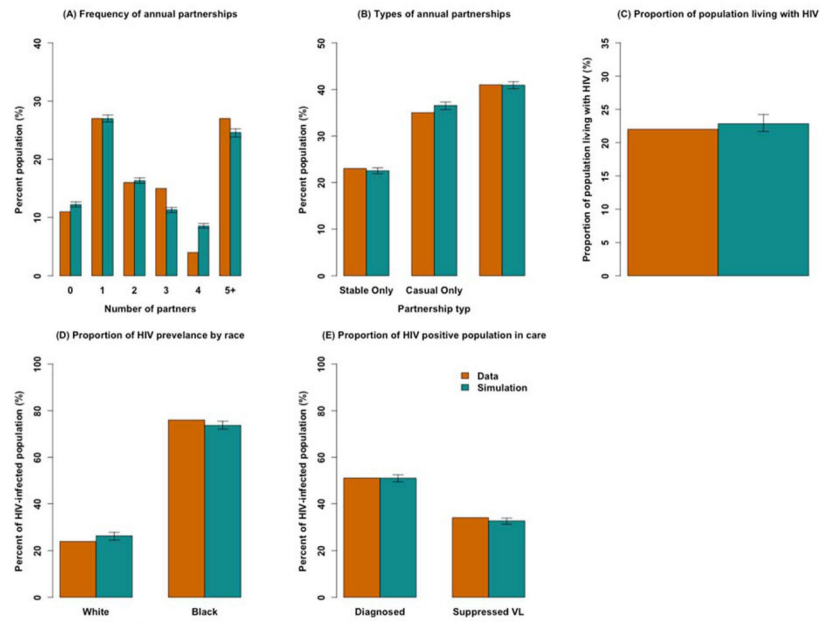 (A) Frequency of annual partnerships
Percent population (%)
0
10
20
30
40
0 1 2 3 4 5+
Number of partners
(B) Types of annual partnerships
Percent population (%)
0
10
20
30
40
50
Stable Only Casual Only
Partnership typ
(C) Proportion of population living with HIV
Proportion of population living with HIV (%)
0
5
10
15
20
25
30
35
(D) Proportion of HIV prevelance by race
Percent of HIV-infected population (%)
0
20
40
60
80
100
White Black
(E) Proportion of HIV positive population in care
Percent of HIV-infected population (%)
0
20
40
60
80
100
Data
Simulation
Diagnosed Suppressed VL